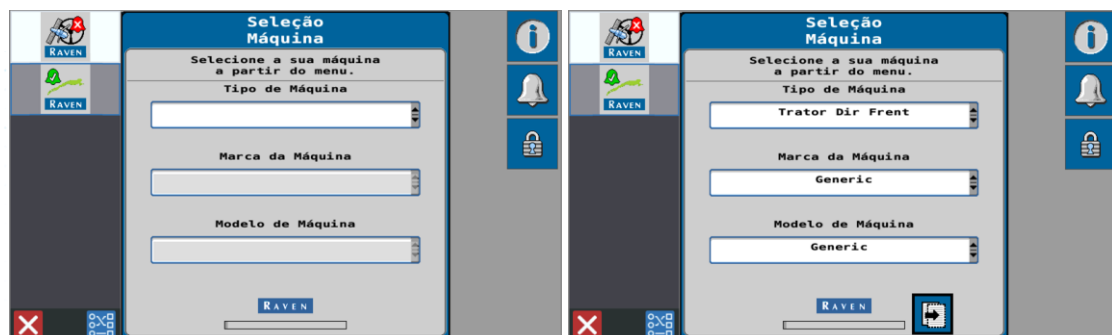 Seleção
Máquina
Selecione a sua máquina
a partir do menu.
Tipo de Máquina
Marca da Máquina
Modelo de Máquina
RAVEN
RAVEN
RAVEN
Seleção
Máquina
Selecione a sua máquina
a partir do menu.
Tipo de Máquina
Trator Dir Frent
Marca da Máquina
Generic
Modelo de Máquina
Generic
RAVEN
RAVEN
RAVEN